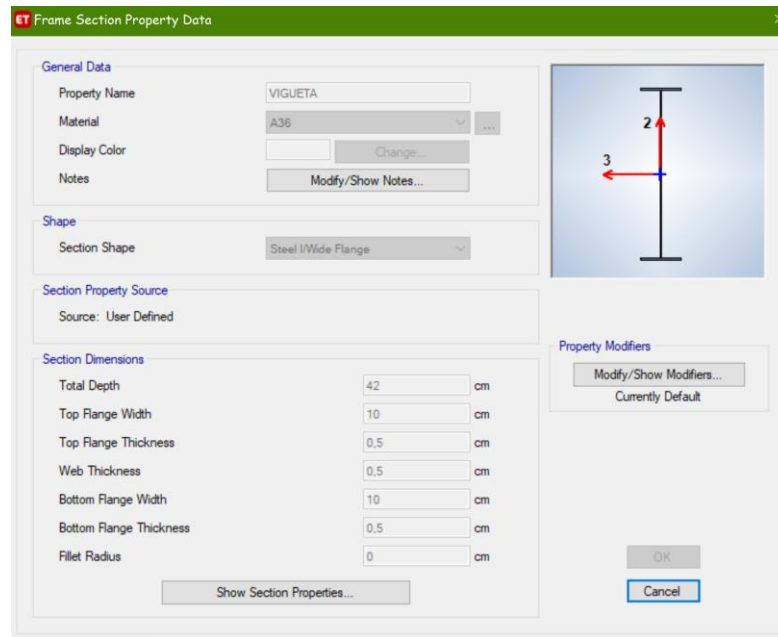 ET Frame Section Property Data
General Data
Property Name VIGUETA
Material A36 ...
Display Color Change...
Notes Modify/Show Notes...
2
3
Shape
Section Shape Steel I/Wide Flange
Section Property Source
Source: User Defined
Property Modifiers
Modify/Show Modifiers...
Currently Default
Section Dimensions
Total Depth 42 cm
Top Flange Width 10 cm
Top Flange Thickness 0,5 cm
Web Thickness 0,5 cm
Bottom Flange Width 10 cm
Bottom Flange Thickness 0,5 cm
Fillet Radius 0 cm
Show Section Properties...
OK
Cancel